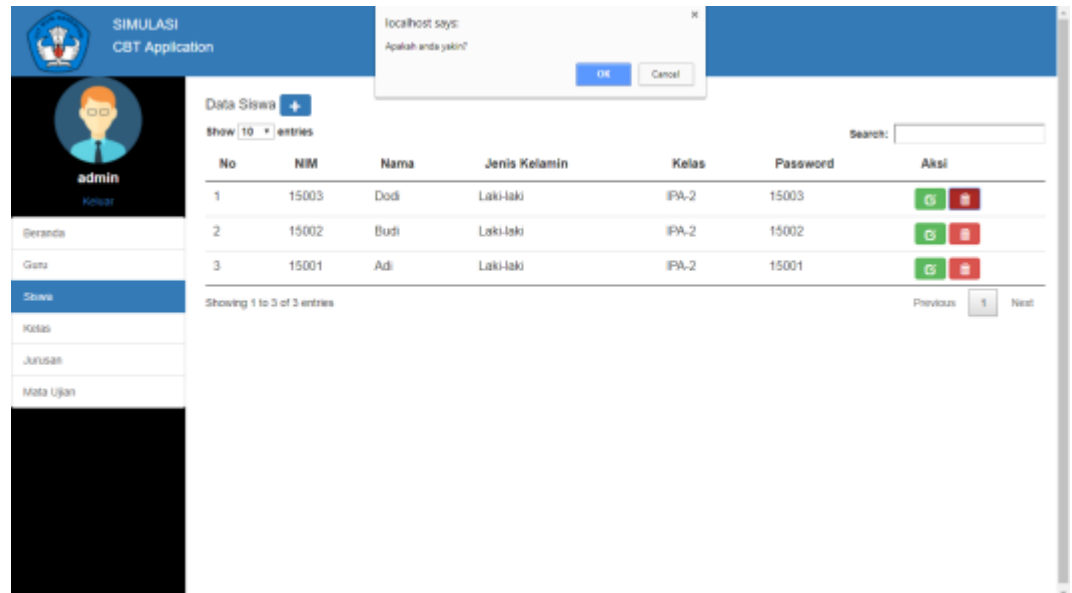 SIMULASI
CBT Application
localhost says:
Apakah anda yakin?
OK Cancel
admin
Keluar
Beranda
Guru
Siswa
Kelas
Jurusan
Mata Ujian
Data Siswa +
Show 10 entries
Search:
No NIM Nama Jenis Kelamin Kelas Password Aksi
1 15003 Dodi Laki-laki IPA-2 15003
2 15002 Budi Laki-laki IPA-2 15002
3 15001 Adi Laki-laki IPA-2 15001
Showing 1 to 3 of 3 entries
Previous 1 Next